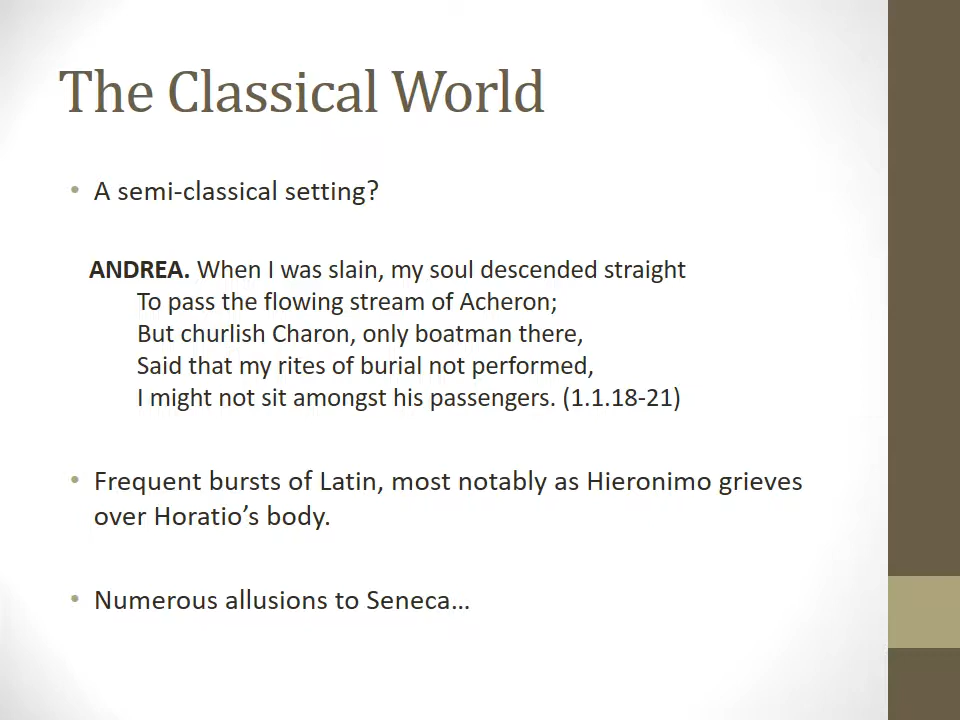 The Classical World
• A semi-classical setting?
ANDREA. When I was slain, my soul descended straight
To pass the flowing stream of Acheron;
But churlish Charon, only boatman there,
Said that my rites of burial not performed,
I might not sit amongst his passengers. (1.1.18-21)
• Frequent bursts of Latin, most notably as Hieronimo grieves
over Horatio’s body.
• Numerous allusions to Seneca…